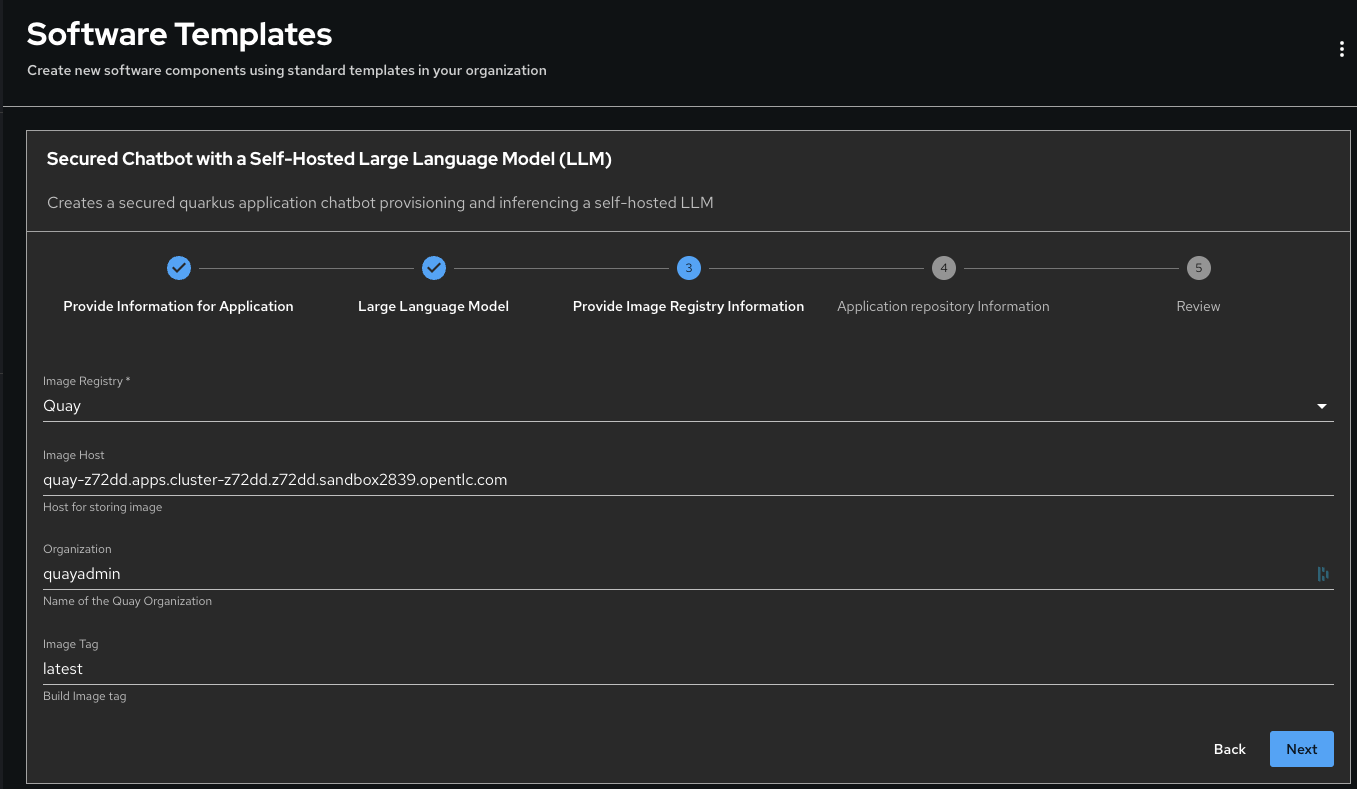 Software Templates
Create new software components using standard templates in your organization
Secured Chatbot with a Self-Hosted Large Language Model (LLM)
Creates a secured quarkus application chatbot provisioning and inferencing a self-hosted LLM
3
4
5
Provide Information for Application
Large Language Model
Provide Image Registry Information
Application repository Information
Review
Image Registry *
Quay
Image Host
quay-z72dd.apps.cluster-z72dd.z72dd.sandbox2839.opentlc.com
Host for storing image
Organization
quayadmin
Name of the Quay Organization
Image Tag
latest
Build Image tag
Back
Next